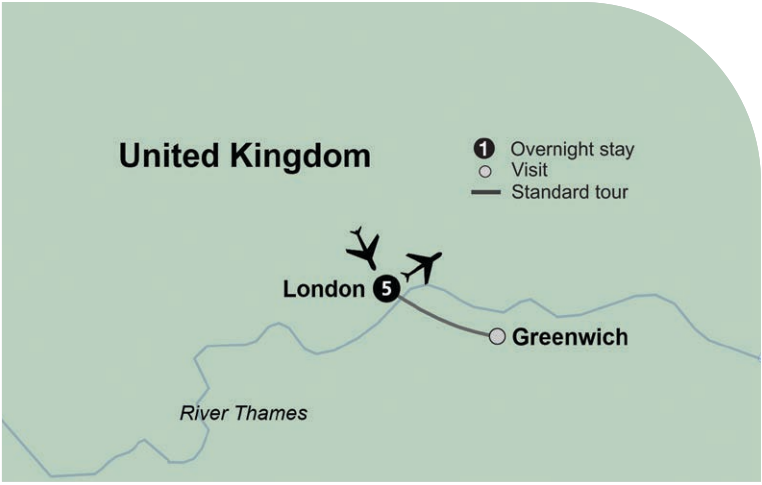 United Kingdom
1 Overnight stay
Visit
Standard tour
London 5
Greenwich
River Thames